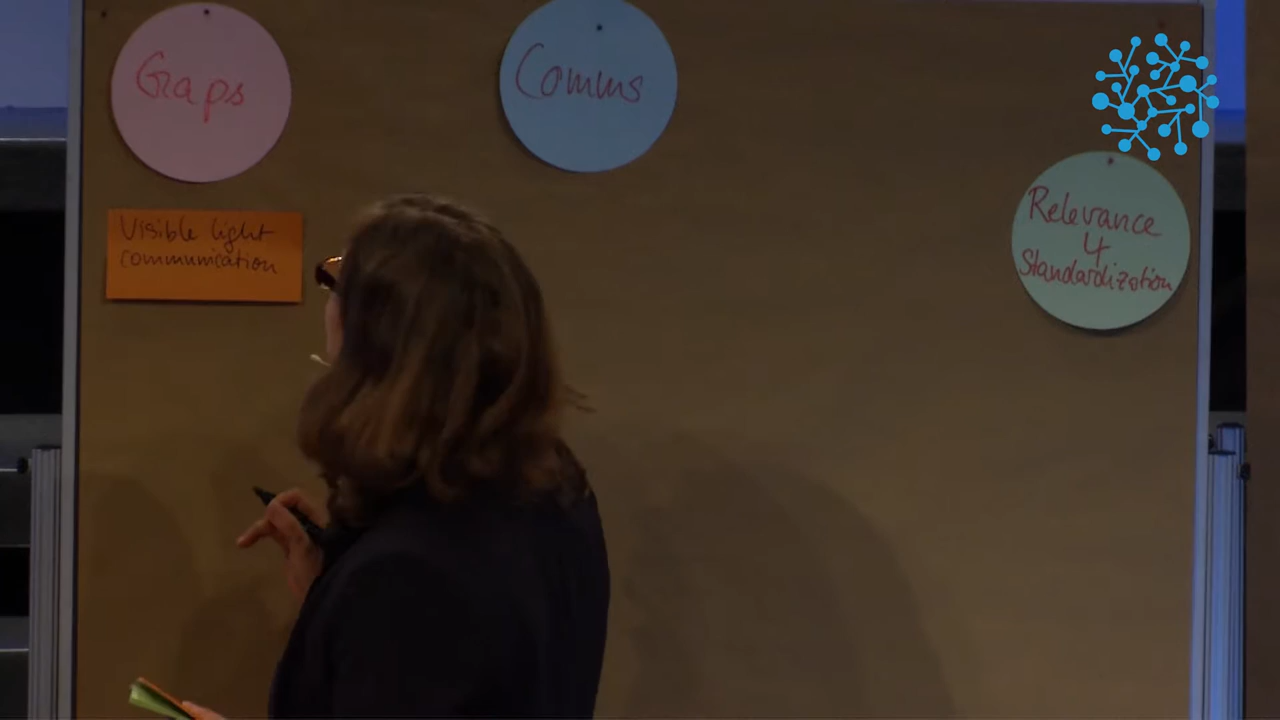 Gaps
Comms
Visible light
communication
Relevance
4
Standardization